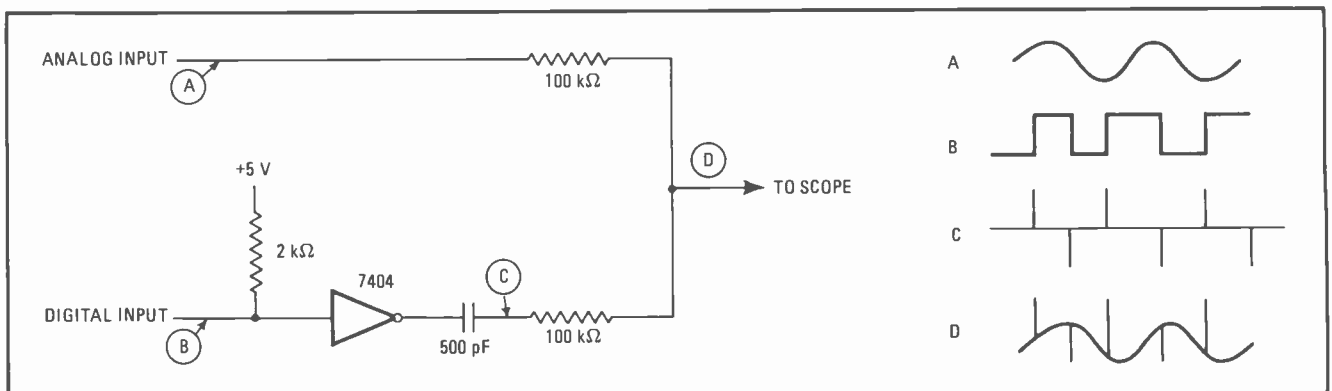 ANALOG INPUT
A
100 kΩ
D
TO SCOPE
+5 V
2 kΩ
7404
C
DIGITAL INPUT
B
500 pF
100 kΩ
A
B
C
D